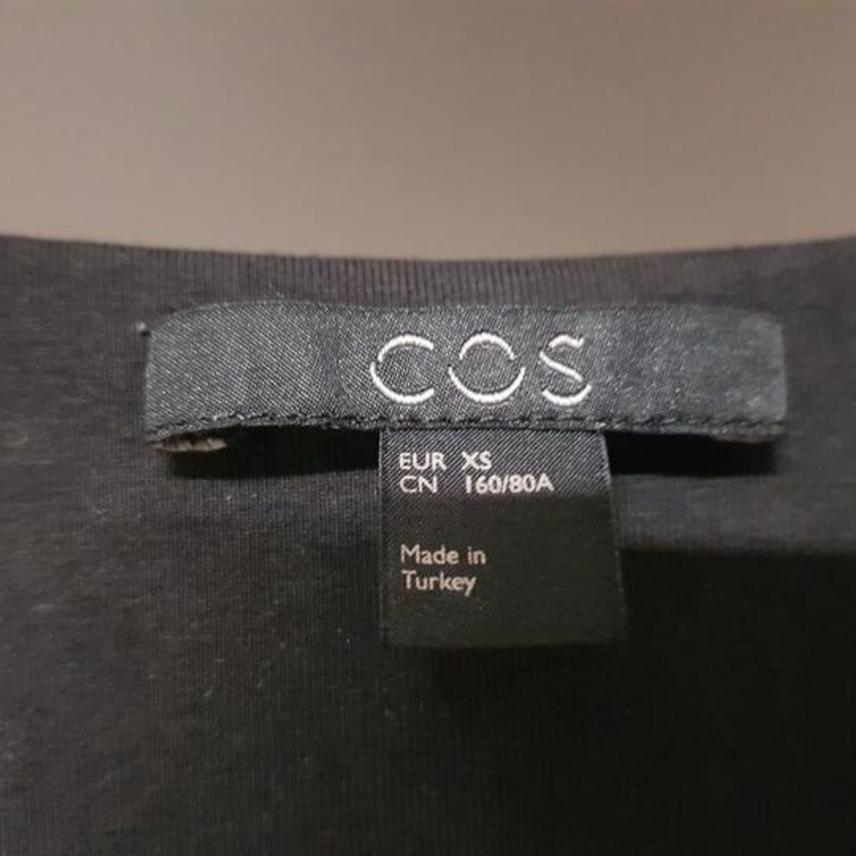 COS
EUR XS
CN 160/80A
Made in
Turkey